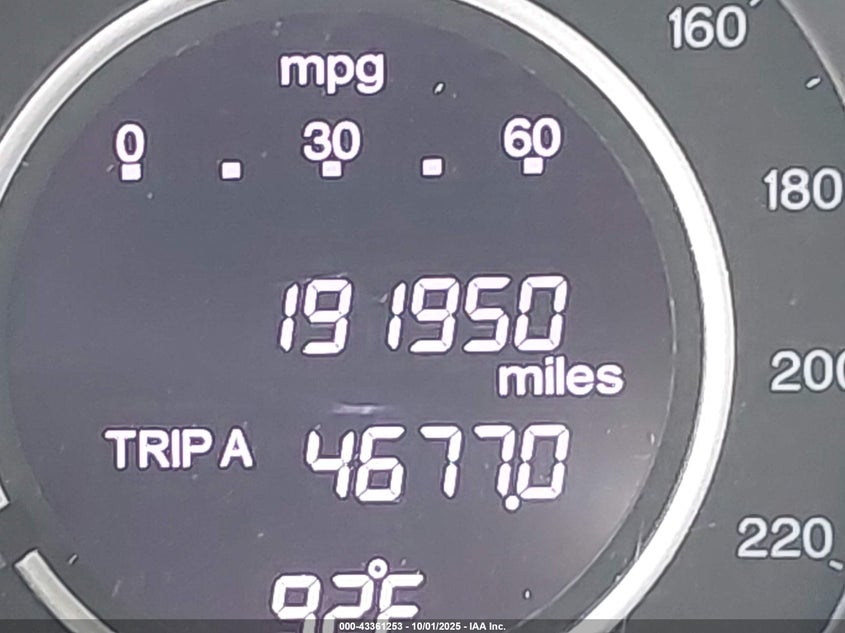 mpg
0 30 60
160
180
191950
miles
200
TRIP A 4677.0
220
92°F
000-43361253 - 10/01/2025 - IAA Inc.